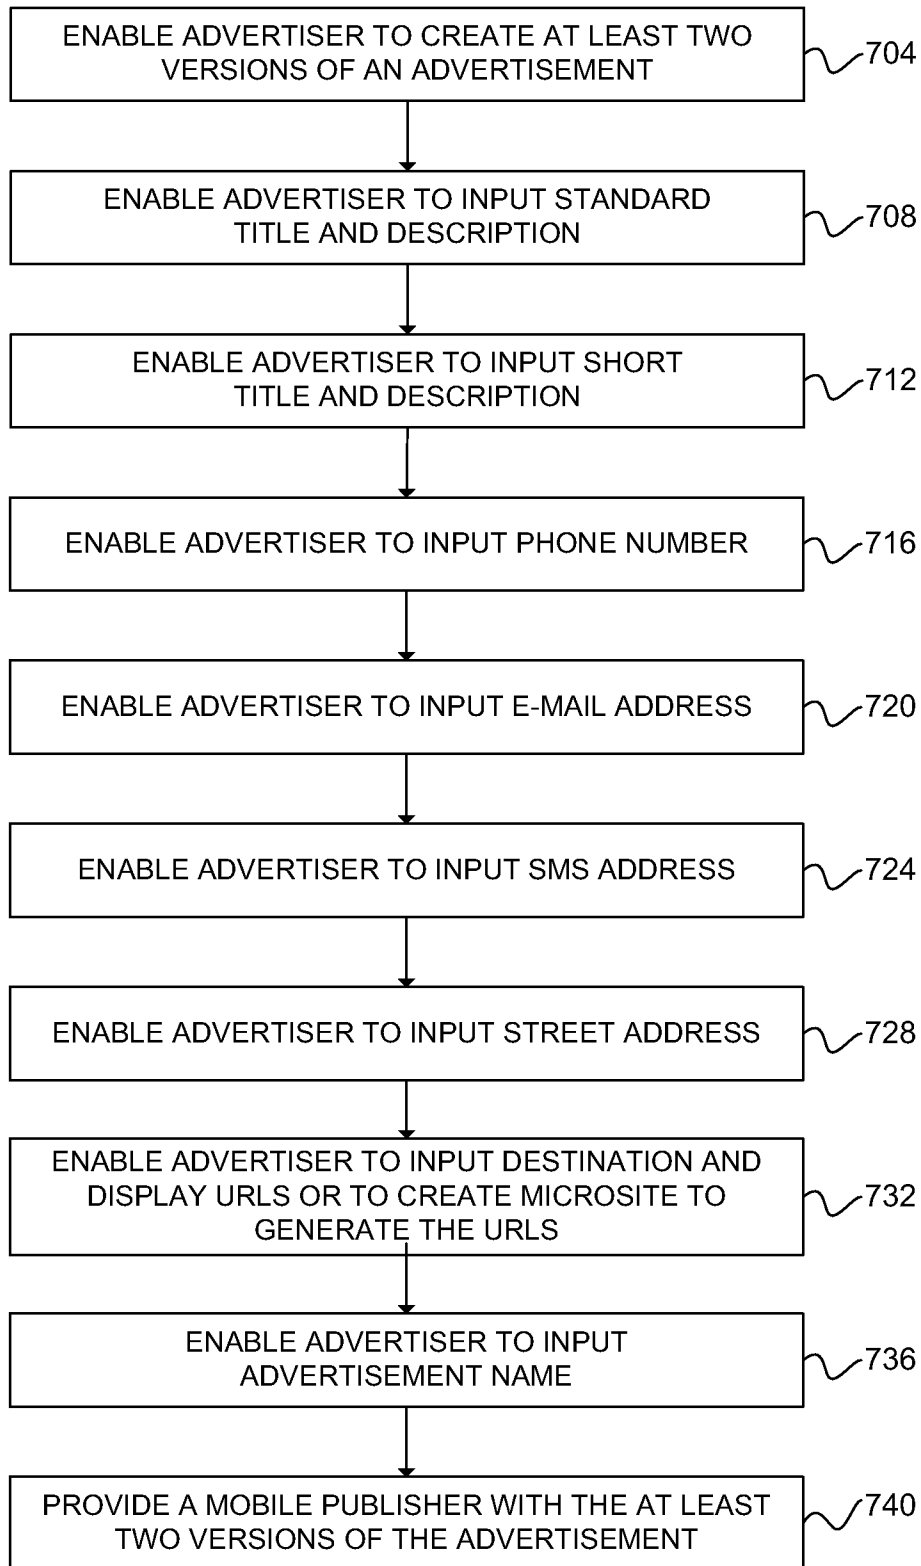 ENABLE ADVERTISER TO CREATE AT LEAST TWO
VERSIONS OF AN ADVERTISEMENT
704
ENABLE ADVERTISER TO INPUT STANDARD
TITLE AND DESCRIPTION
708
ENABLE ADVERTISER TO INPUT SHORT
TITLE AND DESCRIPTION
712
ENABLE ADVERTISER TO INPUT PHONE NUMBER
716
ENABLE ADVERTISER TO INPUT E-MAIL ADDRESS
720
ENABLE ADVERTISER TO INPUT SMS ADDRESS
724
ENABLE ADVERTISER TO INPUT STREET ADDRESS
728
ENABLE ADVERTISER TO INPUT DESTINATION AND
DISPLAY URLS OR TO CREATE MICROSITE TO
GENERATE THE URLS
732
ENABLE ADVERTISER TO INPUT
ADVERTISEMENT NAME
736
PROVIDE A MOBILE PUBLISHER WITH THE AT LEAST
TWO VERSIONS OF THE ADVERTISEMENT
740